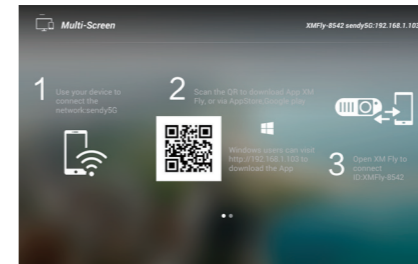 Multi-Screen
XMFly-8542 sendy5G:192.168.1.103
1
Use your device to
connect the
network:sendy5G
2
Scan the QR to download App:XM
Fly, or via AppStore,Google play
Windows users can visit
http://192.168.1.103 to
download the App
3
Open XM Fly to
connect
ID:XMFly-8542